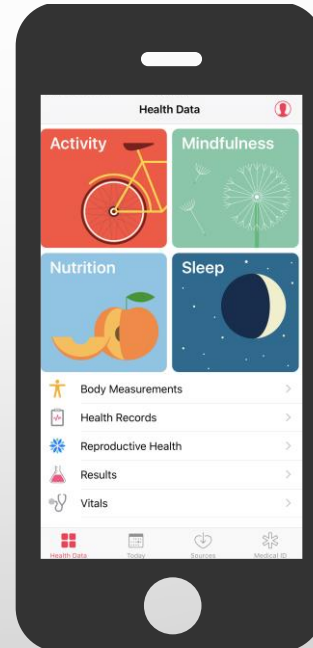 Health Data
Activity
Mindfulness
Nutrition
Sleep
Body Measurements
Health Records
Reproductive Health
Results
Vitals
Health Data
Today
Sources
Medical ID